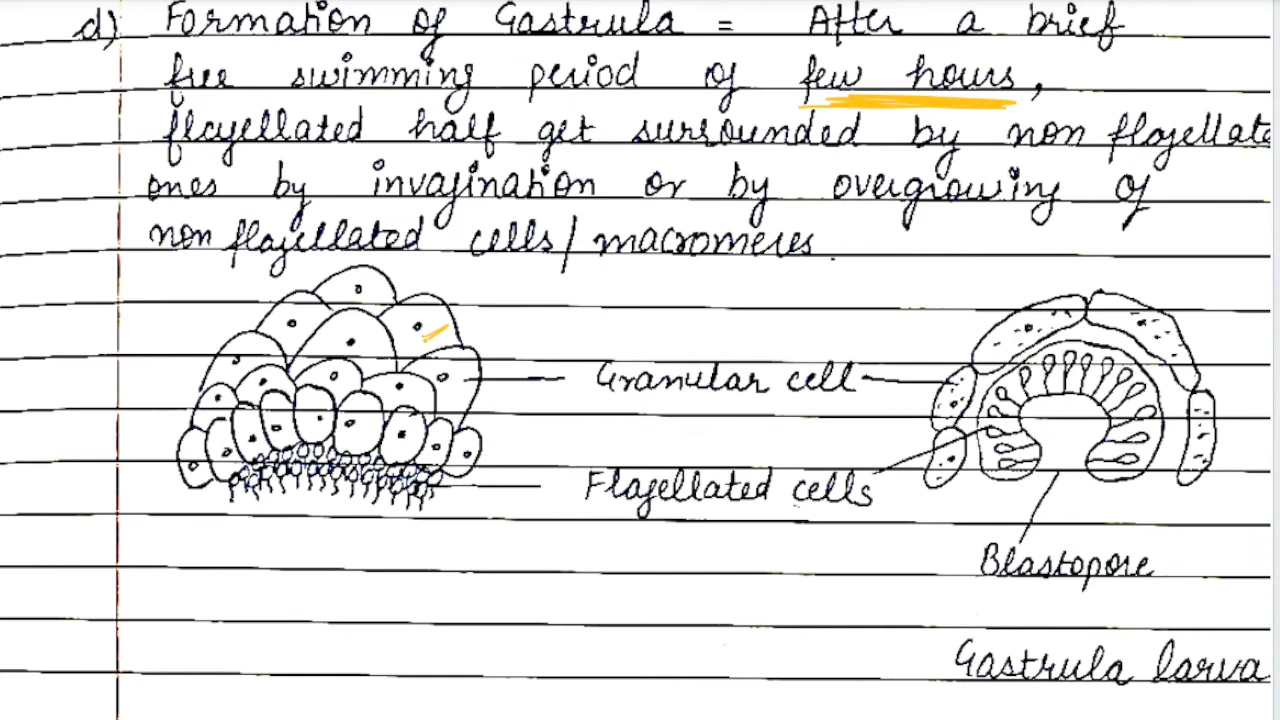 d) Formation of Gastrula = After a brief
free swimming period of few hours,
flagellated half get surrounded by non flagellate
ones by invagination or by overgrowing of
non flagellated cells/ macromeres.
Granular cell
Flagellated cells
Blastopore
Gastrula larva